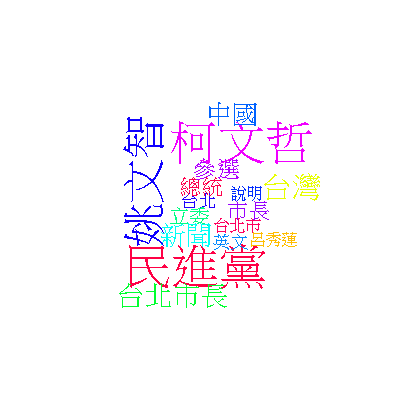 中國
柯文哲
姚文智
參選
總統
台灣
說明
台北
市長
立委
台北市
新聞
英文
呂秀蓮
民進黨
台北市長